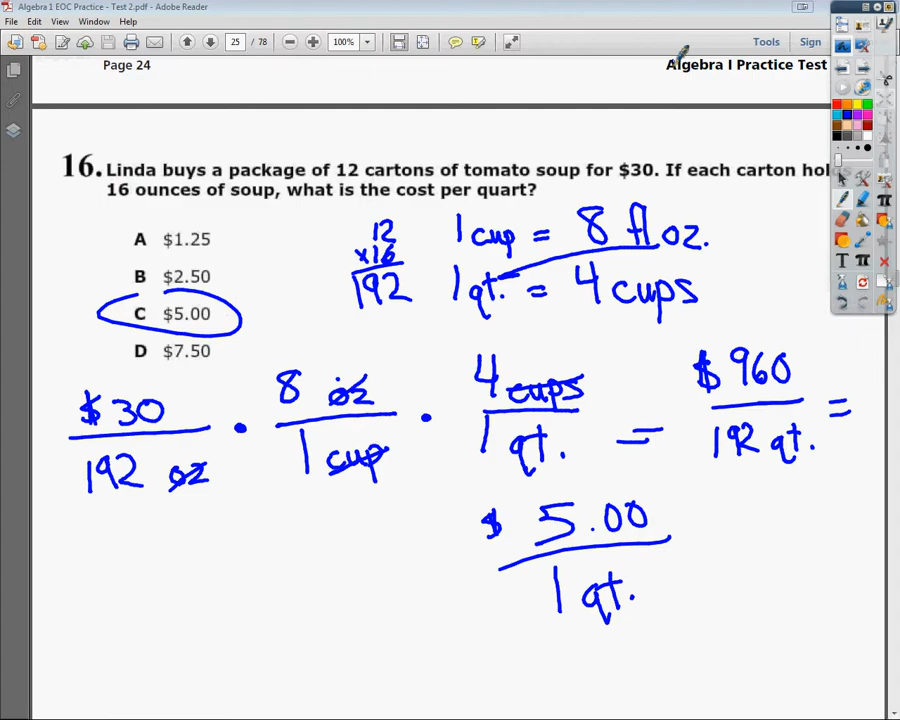 Algebra 1 EOC Practice - Test 2.pdf - Adobe Reader
File Edit View Window Help
25 / 78 100% Tools Sign
Page 24 Algebra I Practice Test
16. Linda buys a package of 12 cartons of tomato soup for $30. If each carton hol
16 ounces of soup, what is the cost per quart?
A $1.25
B $2.50
C $5.00
D $7.50
12
×16
192
1 cup = 8 fl oz.
1 qt. = 4 cups
$30 / 192 oz · 8 oz / 1 cup · 4 cups / 1 qt. = $960 / 192 qt. =
$ 5.00 / 1 qt.